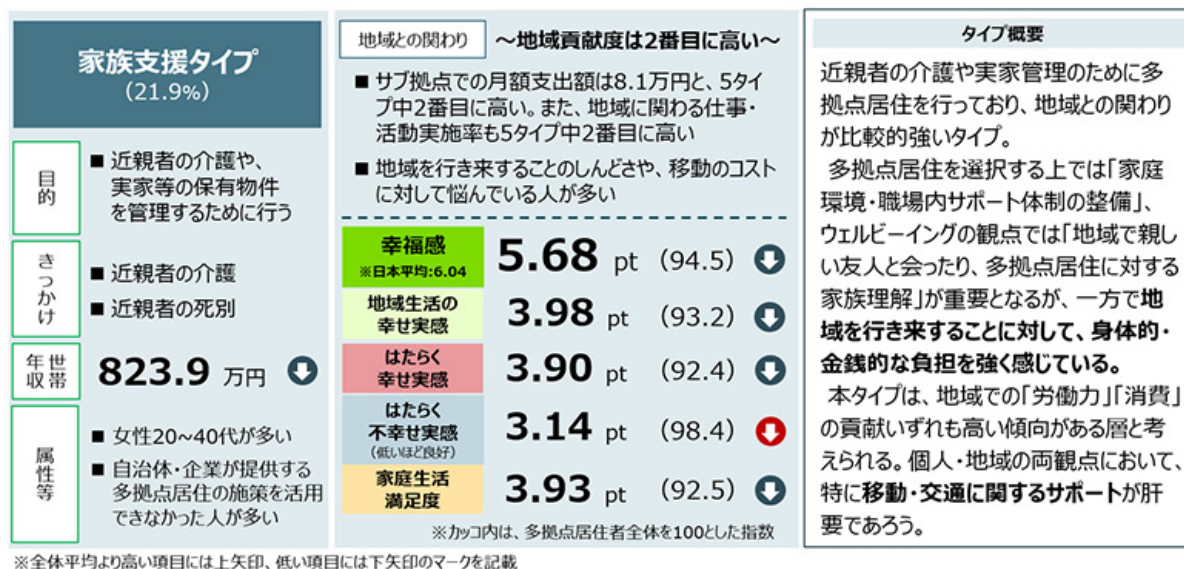 家族支援タイプ
(21.9%)
目的
■ 近親者の介護や、
実家等の保有物件
を管理するために行う
きっかけ
■ 近親者の介護
■ 近親者の死別
世帯
年収
823.9 万円
属性等
■ 女性20~40代が多い
■ 自治体・企業が提供する
多拠点居住の施策を活用
できなかった人が多い
地域との関わり ～地域貢献度は2番目に高い～
■ サブ拠点での月額支出額は8.1万円と、5タイ
プ中2番目に高い。また、地域に関わる仕事・
活動実施率も5タイプ中2番目に高い
■ 地域を行き来することのしんどさや、移動のコスト
に対して悩んでいる人が多い
幸福感
※日本平均:6.04
5.68 pt (94.5)
地域生活の
幸せ実感
3.98 pt (93.2)
はたらく
幸せ実感
3.90 pt (92.4)
はたらく
不幸せ実感
(低いほど良好)
3.14 pt (98.4)
家庭生活
満足度
3.93 pt (92.5)
※カッコ内は、多拠点居住者全体を100とした指数
タイプ概要
近親者の介護や実家管理のために多
拠点居住を行っており、地域との関わり
が比較的強いタイプ。
多拠点居住を選択する上では「家庭
環境・職場内サポート体制の整備」、
ウェルビーイングの観点では「地域で親し
い友人と会ったり、多拠点居住に対する
家族理解」が重要となるが、一方で地
域を行き来することに対して、身体的・
金銭的な負担を強く感じている。
本タイプは、地域での「労働力」「消費」
の貢献いずれも高い傾向がある層と考
えられる。個人・地域の両観点において、
特に移動・交通に関するサポートが肝
要であろう。
※全体平均より高い項目には上矢印、低い項目には下矢印のマークを記載